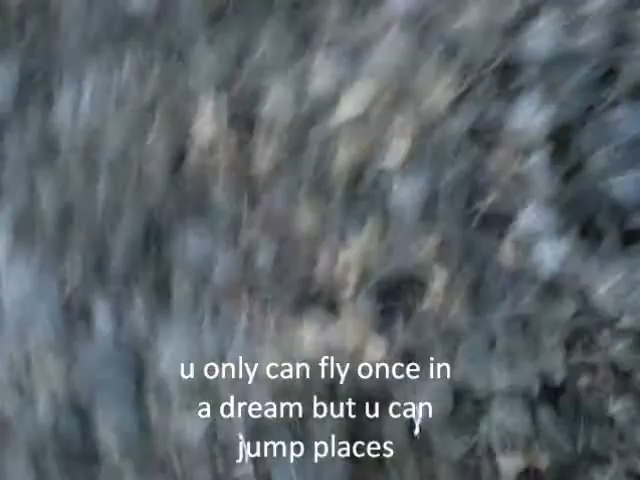 u only can fly once in
a dream but u can
jump places